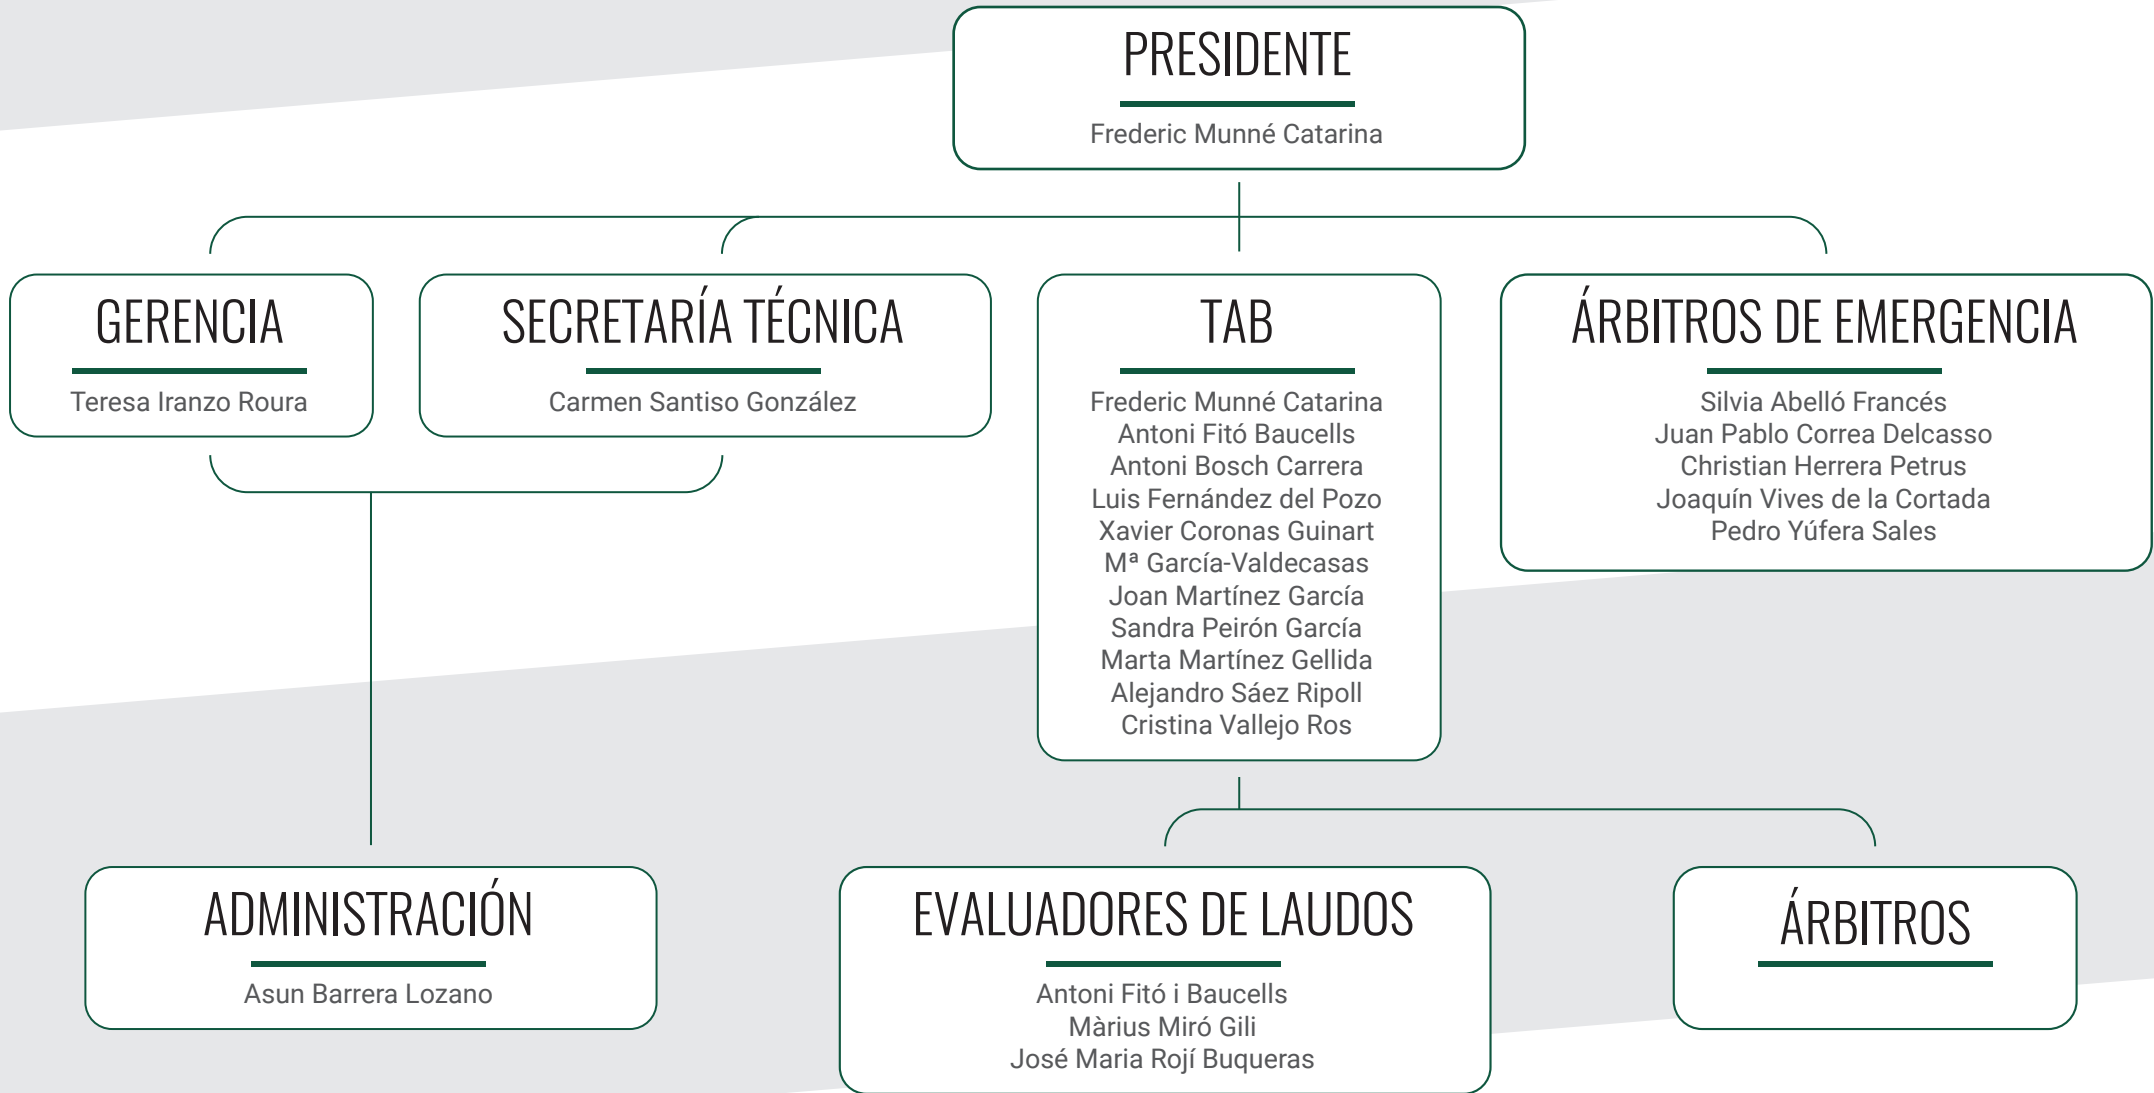 PRESIDENTE
Frederic Munné Catarina
GERENCIA
Teresa Iranzo Roura
SECRETARÍA TÉCNICA
Carmen Santiso González
TAB
Frederic Munné Catarina
Antoni Fitó Baucells
Antoni Bosch Carrera
Luis Fernández del Pozo
Xavier Coronas Guinart
Mª García-Valdecasas
Joan Martínez García
Sandra Peirón García
Marta Martínez Gellida
Alejandro Sáez Ripoll
Cristina Vallejo Ros
ÁRBITROS DE EMERGENCIA
Silvia Abelló Francés
Juan Pablo Correa Delcasso
Christian Herrera Petrus
Joaquín Vives de la Cortada
Pedro Yúfera Sales
ADMINISTRACIÓN
Asun Barrera Lozano
EVALUADORES DE LAUDOS
Antoni Fitó i Baucells
Màrius Miró Gili
José Maria Rojí Buqueras
ÁRBITROS